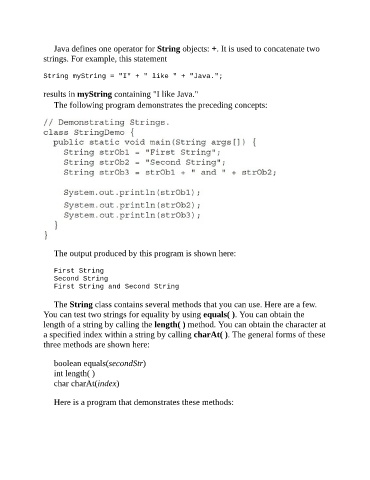 Java defines one operator for String objects: +. It is used to concatenate two
strings. For example, this statement
String myString = "I" + " like " + "Java.";
results in myString containing "I like Java."
The following program demonstrates the preceding concepts:
// Demonstrating Strings.
class StringDemo {
public static void main(String args[]) {
String strOb1 = "First String";
String strOb2 = "Second String";
String strOb3 = strOb1 + " and " + strOb2;
System.out.println(strOb1);
System.out.println(strOb2);
System.out.println(strOb3);
}
}
The output produced by this program is shown here:
First String
Second String
First String and Second String
The String class contains several methods that you can use. Here are a few.
You can test two strings for equality by using equals( ). You can obtain the
length of a string by calling the length( ) method. You can obtain the character at
a specified index within a string by calling charAt( ). The general forms of these
three methods are shown here:
boolean equals(secondStr)
int length( )
char charAt(index)
Here is a program that demonstrates these methods: